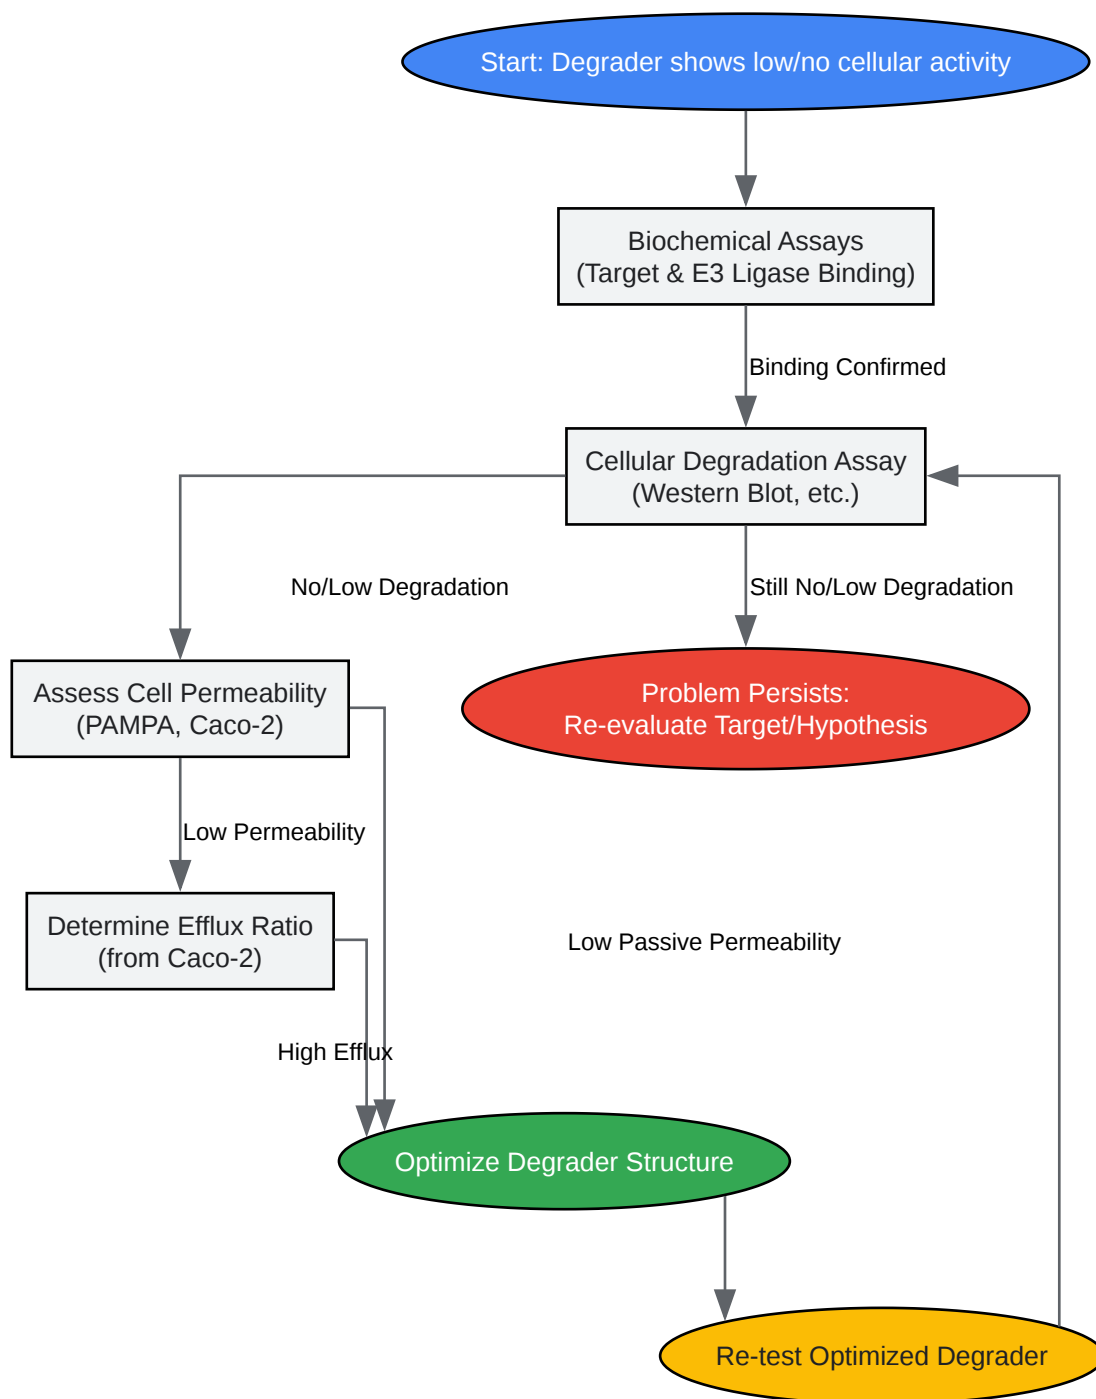 Start: Degrader shows low/no cellular activity
Biochemical Assays
(Target & E3 Ligase Binding)
Binding Confirmed
Cellular Degradation Assay
(Western Blot, etc.)
No/Low Degradation
Still No/Low Degradation
Assess Cell Permeability
(PAMPA, Caco-2)
Problem Persists:
Re-evaluate Target/Hypothesis
Low Permeability
Determine Efflux Ratio
(from Caco-2)
Low Passive Permeability
High Efflux
Optimize Degrader Structure
Re-test Optimized Degrader